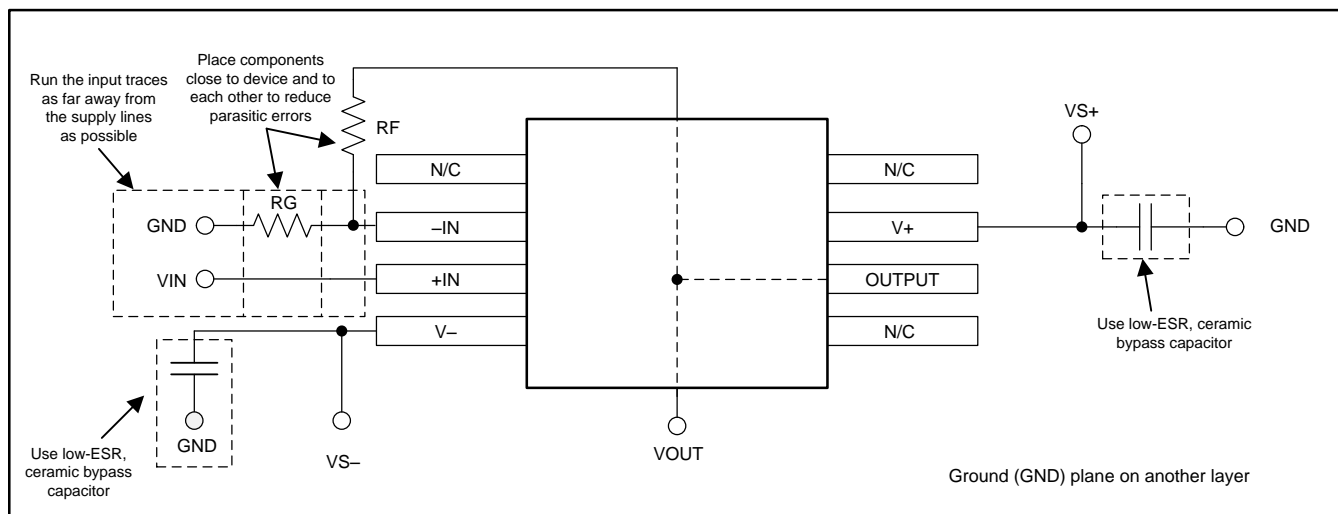 Place components
close to device and to
each other to reduce
parasitic errors
Run the input traces
as far away from
the supply lines
as possible
RF
VS+
N/C
N/C
RG
GND
–IN
V+
GND
VIN
+IN
OUTPUT
V–
N/C
Use low-ESR, ceramic
bypass capacitor
GND
VS–
VOUT
Use low-ESR,
ceramic bypass
capacitor
Ground (GND) plane on another layer